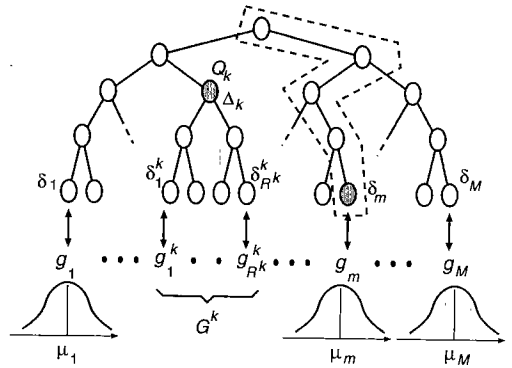 Q_k
Δ_k
δ_1 δ_1^k δ_{R^k}^k δ_m δ_M
g_1 • • • • g_1^k • • g_{R^k}^k • • • • g_m • • • g_M
G^k
μ_1 μ_m μ_M